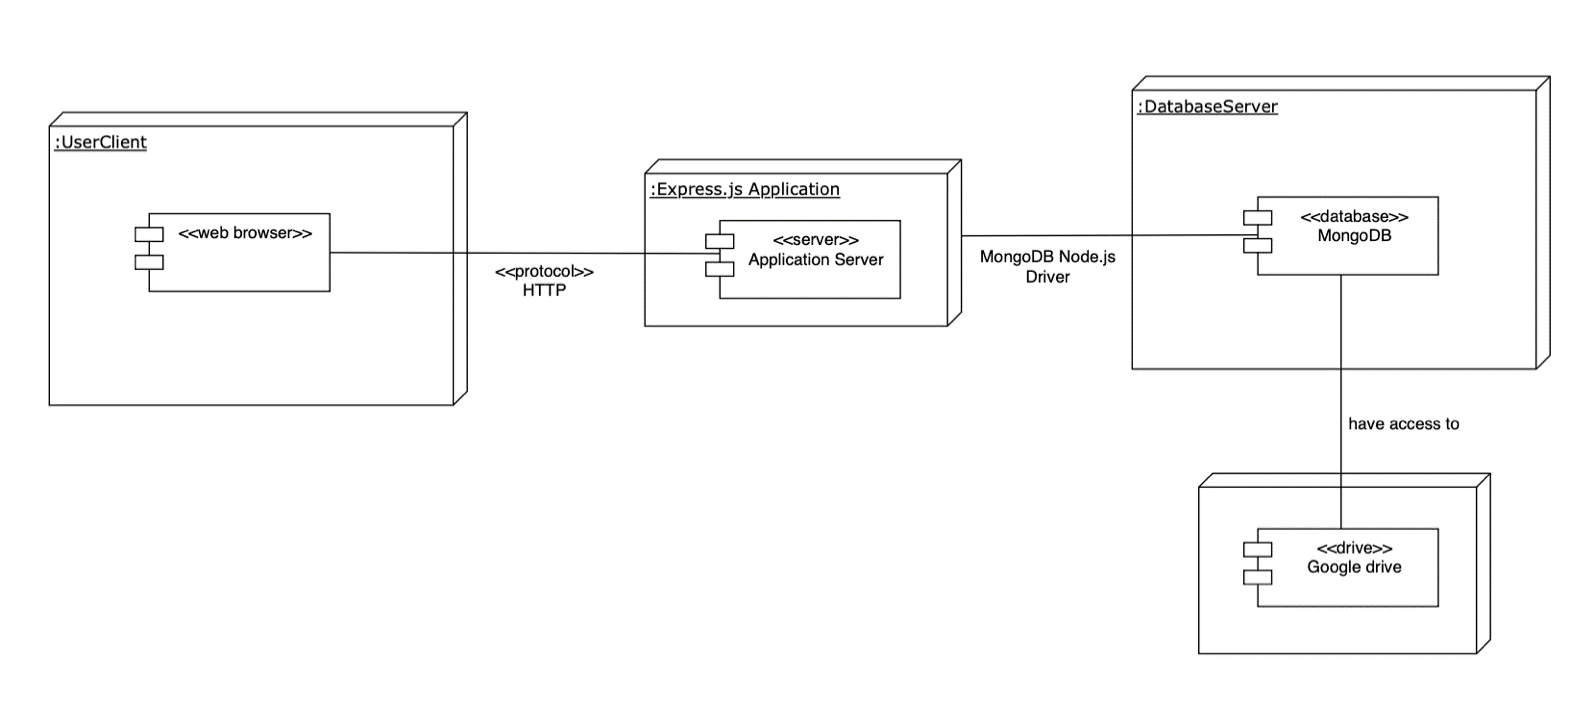 :UserClient
<<web browser>>
<<protocol>>
HTTP
:Express.js Application
<<server>>
Application Server
MongoDB Node.js
Driver
:DatabaseServer
<<database>>
MongoDB
have access to
<<drive>>
Google drive